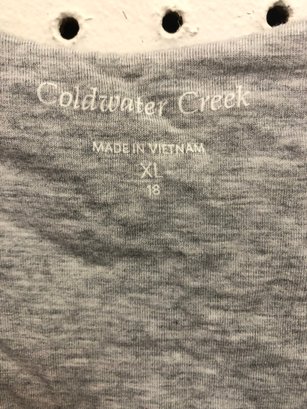 Coldwater Creek
MADE IN VIETNAM
XL
18